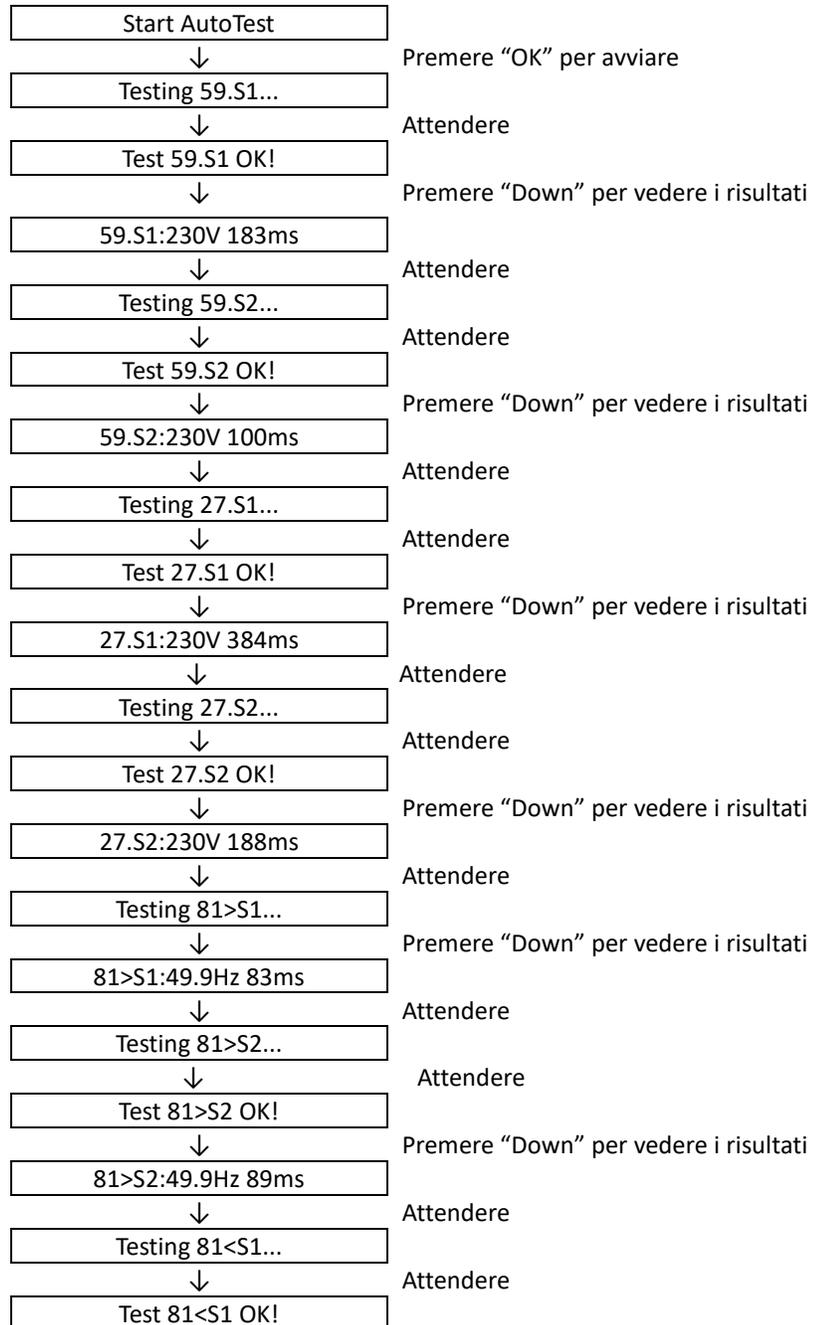 Start AutoTest
↓ Premere “OK” per avviare
Testing 59.S1...
↓ Attendere
Test 59.S1 OK!
↓ Premere “Down” per vedere i risultati
59.S1:230V 183ms
↓ Attendere
Testing 59.S2...
↓ Attendere
Test 59.S2 OK!
↓ Premere “Down” per vedere i risultati
59.S2:230V 100ms
↓ Attendere
Testing 27.S1...
↓ Attendere
Test 27.S1 OK!
↓ Premere “Down” per vedere i risultati
27.S1:230V 384ms
↓ Attendere
Testing 27.S2...
↓ Attendere
Test 27.S2 OK!
↓ Premere “Down” per vedere i risultati
27.S2:230V 188ms
↓ Attendere
Testing 81>S1...
↓ Premere “Down” per vedere i risultati
81>S1:49.9Hz 83ms
↓ Attendere
Testing 81>S2...
↓ Attendere
Test 81>S2 OK!
↓ Premere “Down” per vedere i risultati
81>S2:49.9Hz 89ms
↓ Attendere
Testing 81<S1...
↓ Attendere
Test 81<S1 OK!